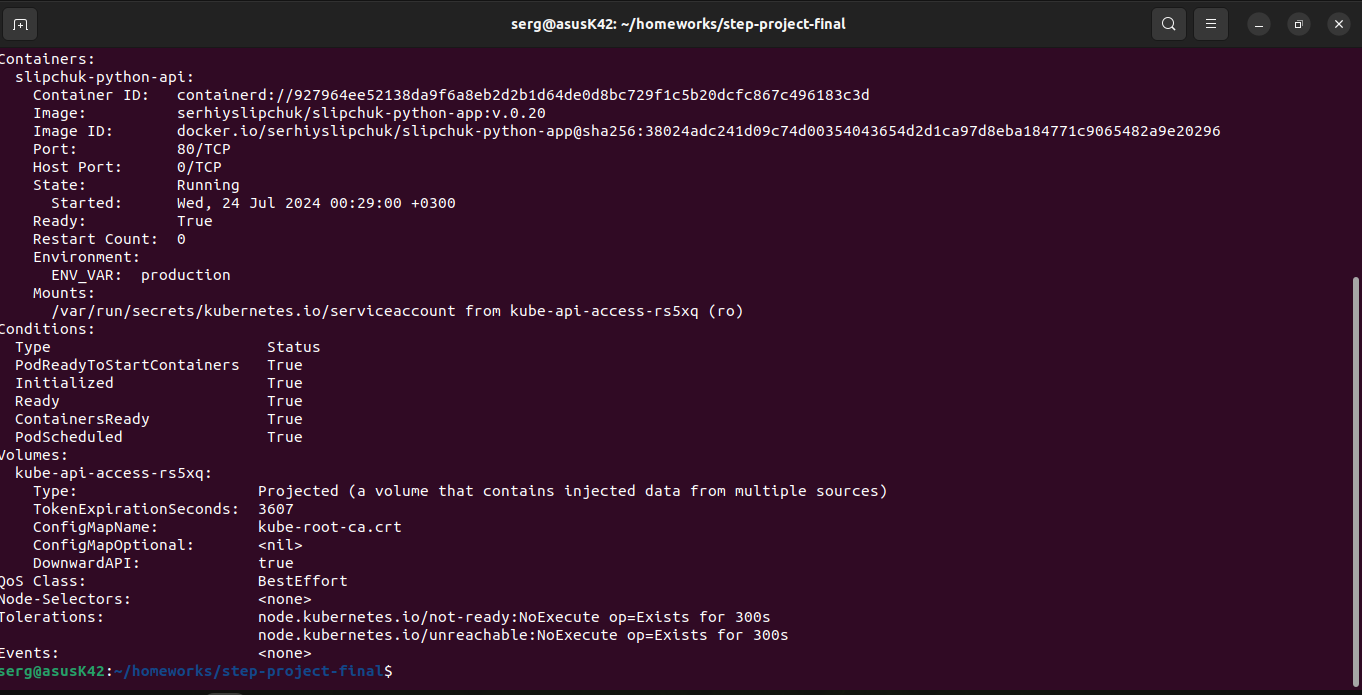 serg@asusK42: ~/homeworks/step-project-final
Containers:
  slipchuk-python-api:
    Container ID:   containerd://927964ee52138da9f6a8eb2d2b1d64de0d8bc729f1c5b20dcfc867c496183c3d
    Image:          serhiyslipchuk/slipchuk-python-app:v.0.20
    Image ID:       docker.io/serhiyslipchuk/slipchuk-python-app@sha256:38024adc241d09c74d00354043654d2d1ca97d8eba184771c9065482a9e20296
    Port:           80/TCP
    Host Port:      0/TCP
    State:          Running
      Started:      Wed, 24 Jul 2024 00:29:00 +0300
    Ready:          True
    Restart Count:  0
    Environment:
      ENV_VAR:  production
    Mounts:
      /var/run/secrets/kubernetes.io/serviceaccount from kube-api-access-rs5xq (ro)
Conditions:
  Type                        Status
  PodReadyToStartContainers   True
  Initialized                 True
  Ready                       True
  ContainersReady             True
  PodScheduled                True
Volumes:
  kube-api-access-rs5xq:
    Type:                    Projected (a volume that contains injected data from multiple sources)
    TokenExpirationSeconds:  3607
    ConfigMapName:           kube-root-ca.crt
    ConfigMapOptional:       <nil>
    DownwardAPI:             true
QoS Class:                   BestEffort
Node-Selectors:              <none>
Tolerations:                 node.kubernetes.io/not-ready:NoExecute op=Exists for 300s
                             node.kubernetes.io/unreachable:NoExecute op=Exists for 300s
Events:                      <none>
serg@asusK42:~/homeworks/step-project-final$